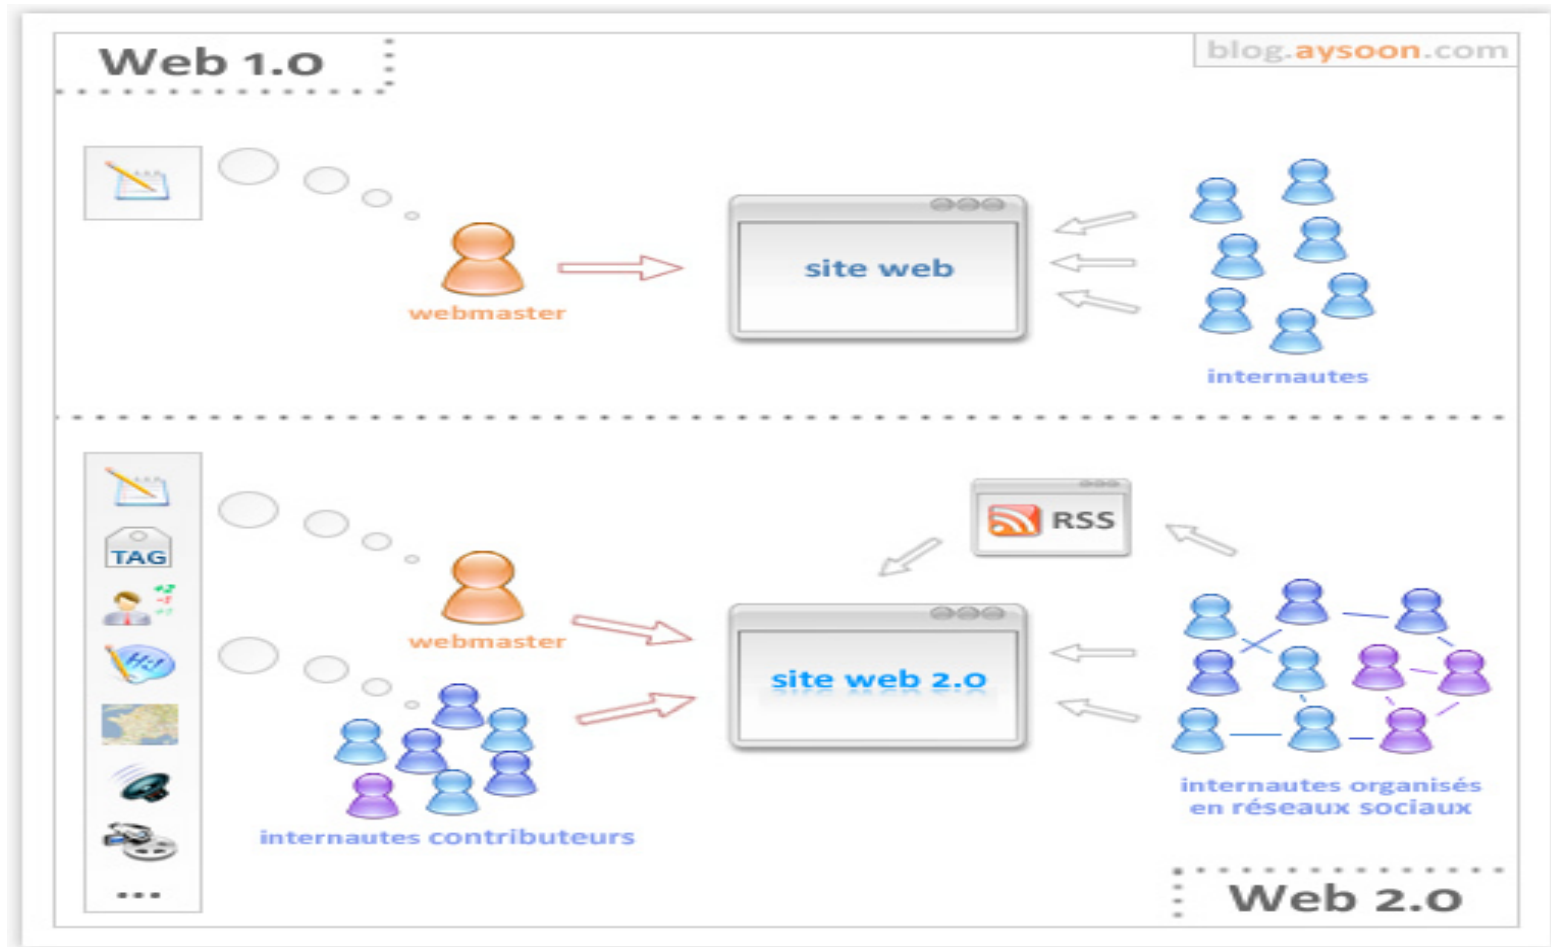 Web 1.0
blog.aysoon.com
site web
webmaster
internautes
RSS
TAG
webmaster
Hi!
site web 2.0
internautes organisés
en réseaux sociaux
internautes contributeurs
...
Web 2.0